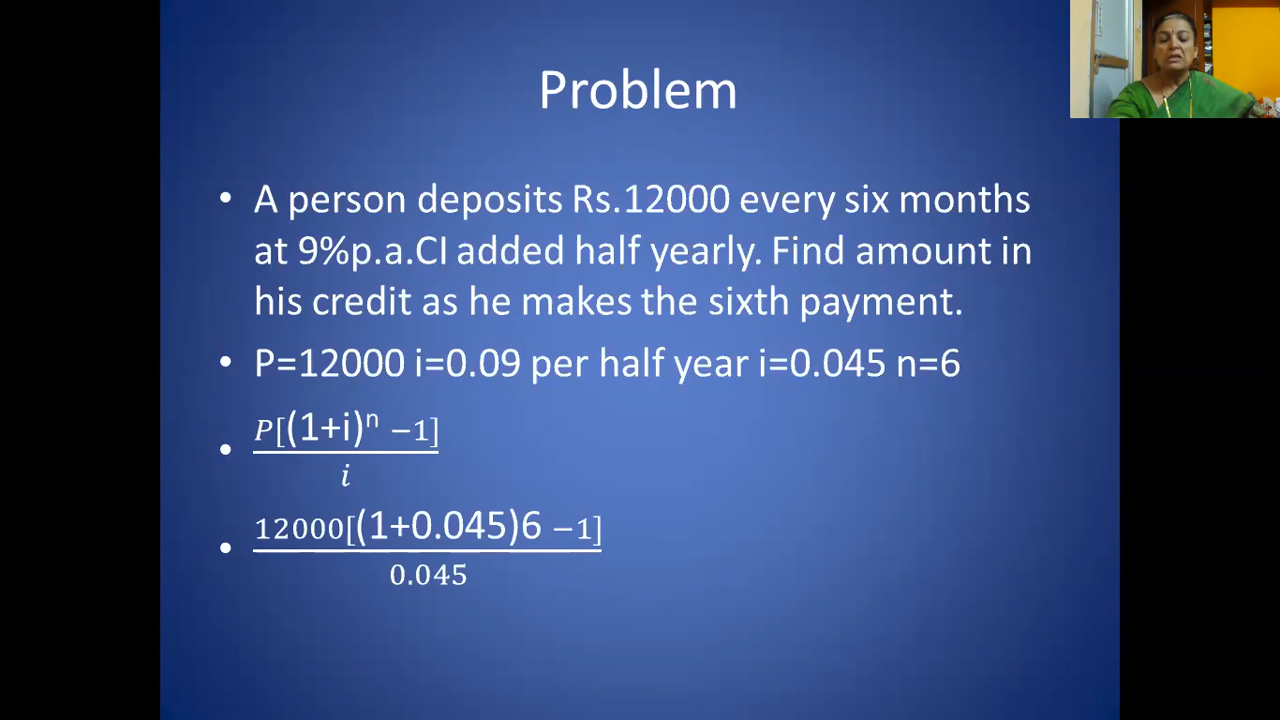 Problem
• A person deposits Rs.12000 every six months
at 9%p.a.CI added half yearly. Find amount in
his credit as he makes the sixth payment.
• P=12000 i=0.09 per half year i=0.045 n=6
• P[(1+i)ⁿ −1]
i
• 12000[(1+0.045)6 −1]
0.045